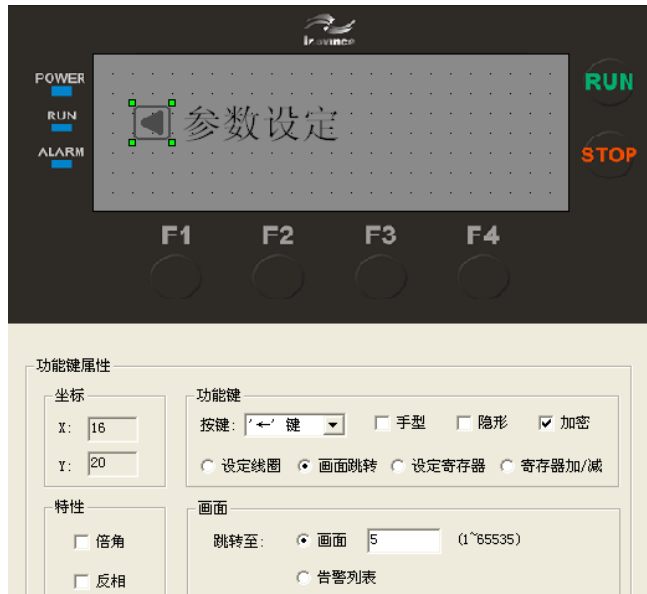 Inovance
POWER
RUN
ALARM
参数设定
RUN
STOP
F1 F2 F3 F4
功能键属性
坐标
X: 16
Y: 20
功能键
按键: '←' 键 手型 隐形 加密
设定线圈 画面跳转 设定寄存器 寄存器加/减
特性
倍角
反相
画面
跳转至: 画面 5 (1~65535)
告警列表